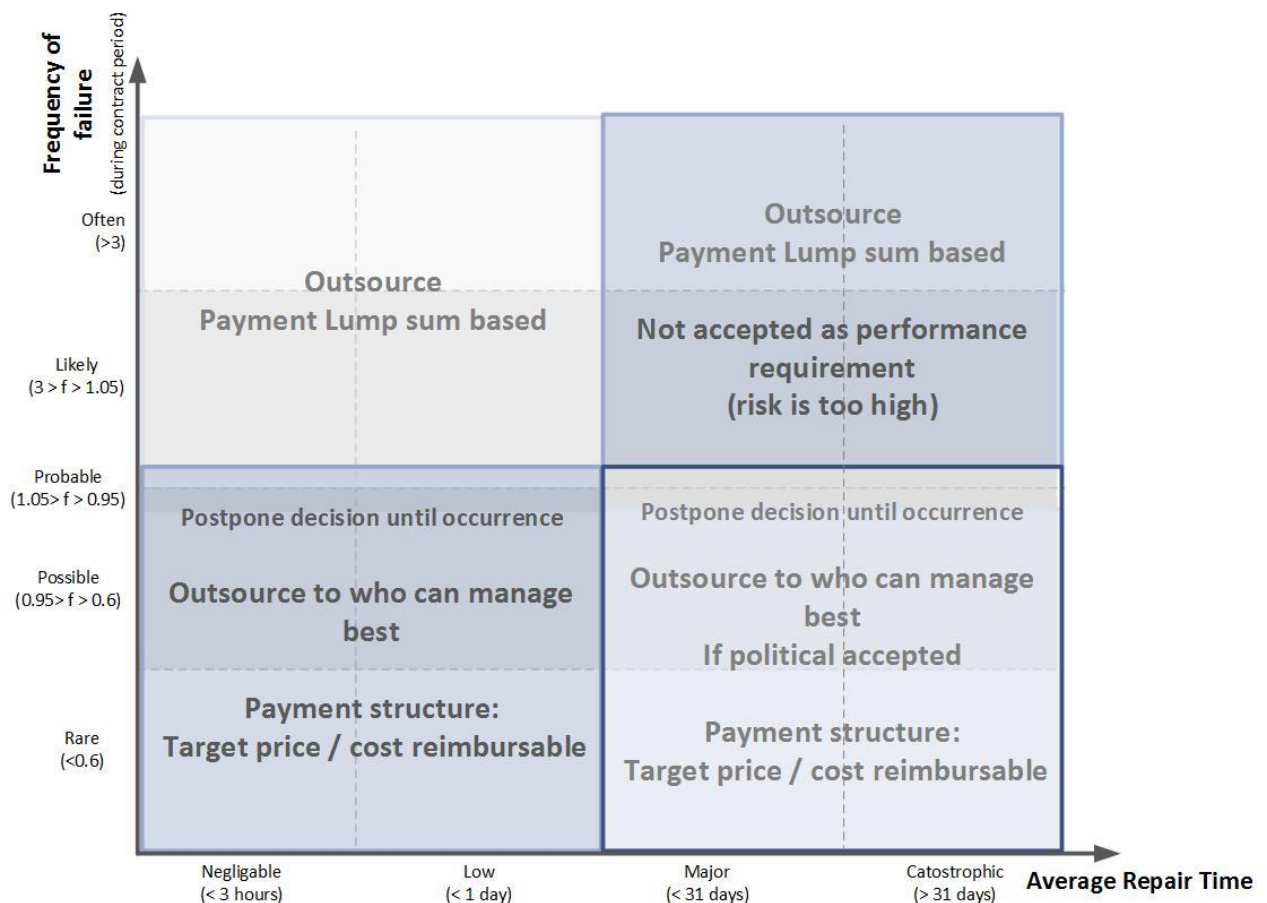 Frequency of
failure
(during contract period)
Often
(>3)
Likely
(3 > f > 1.05)
Probable
(1.05> f > 0.95)
Possible
(0.95> f > 0.6)
Rare
(<0.6)
Outsource
Payment Lump sum based
Outsource
Payment Lump sum based
Not accepted as performance
requirement
(risk is too high)
Postpone decision until occurrence
Outsource to who can manage
best
Payment structure:
Target price / cost reimbursable
Postpone decision until occurrence
Outsource to who can manage
best
If political accepted
Payment structure:
Target price / cost reimbursable
Negligable
(< 3 hours)
Low
(< 1 day)
Major
(< 31 days)
Catostrophic
(> 31 days)
Average Repair Time